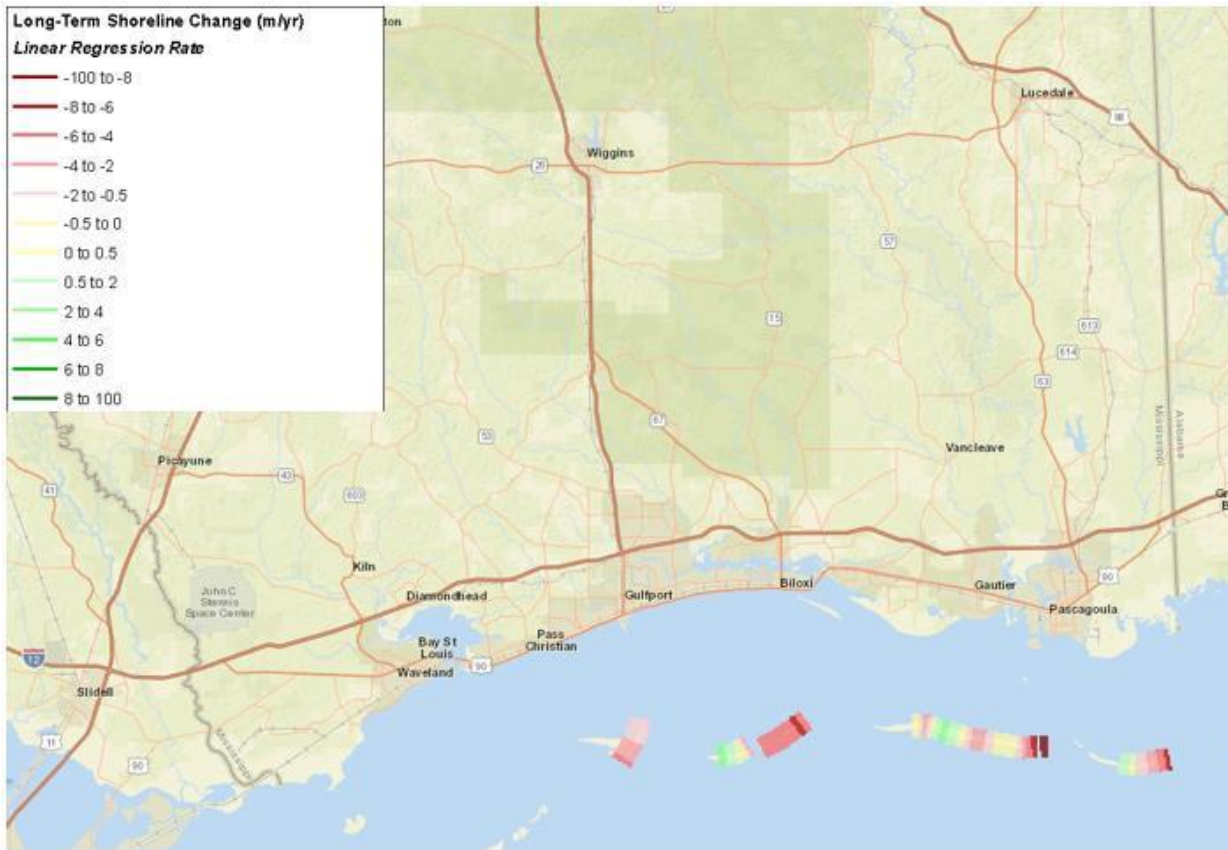 Long-Term Shoreline Change (m/yr)
Linear Regression Rate
-100 to -8
-8 to -6
-6 to -4
-4 to -2
-2 to -0.5
-0.5 to 0
0 to 0.5
0.5 to 2
2 to 4
4 to 6
6 to 8
8 to 100
ton
Lucedale
98
Wiggins
26
57
15
613
614
63
Mississippi
Alabama
67
53
Vancleave
Picayune
43
41
603
Kiln
John C
Stennis
Space Center
Diamondhead
Gulfport
Biloxi
Gautier
90
Pascagoula
Bay St
Louis
Pass
Christian
90
Waveland
12
Slidell
11
90
Mississippi